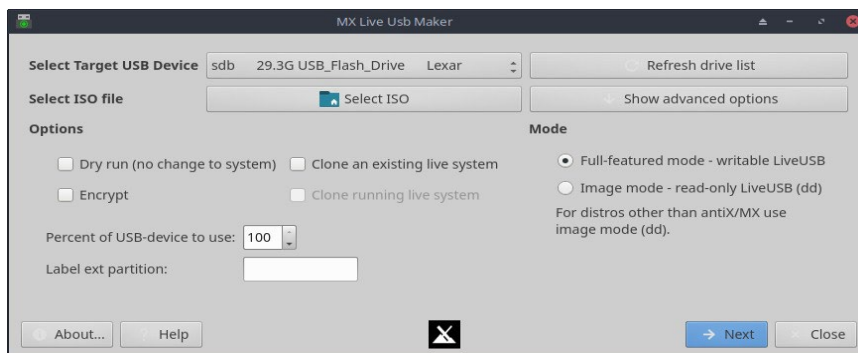 MX Live Usb Maker
Select Target USB Device sdb 29.3G USB_Flash_Drive Lexar Refresh drive list
Select ISO file Select ISO Show advanced options
Options Mode
Dry run (no change to system) Clone an existing live system Full-featured mode - writable LiveUSB
Encrypt Clone running live system Image mode - read-only LiveUSB (dd)
For distros other than antiX/MX use
image mode (dd).
Percent of USB-device to use: 100
Label ext partition:
About... Help Next Close